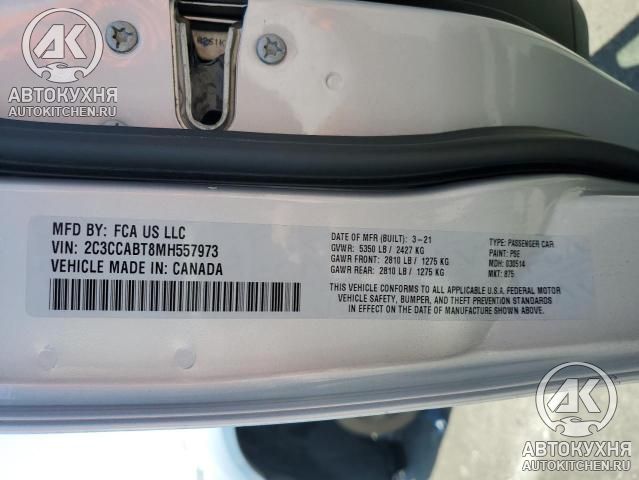 АВТОКУХНЯ
AUTOKITCHEN.RU
MFD BY: FCA US LLC
VIN: 2C3CCABT8MH557973
VEHICLE MADE IN: CANADA
DATE OF MFR (BUILT): 3-21
GVWR: 5350 LB / 2427 KG
GAWR FRONT: 2810 LB / 1275 KG
GAWR REAR: 2810 LB / 1275 KG
TYPE: PASSENGER CAR
PAINT: PSE
MDH: 030514
MKT: 875
THIS VEHICLE CONFORMS TO ALL APPLICABLE U.S.A. FEDERAL MOTOR
VEHICLE SAFETY, BUMPER, AND THEFT PREVENTION STANDARDS
IN EFFECT ON THE DATE OF MANUFACTURE SHOWN ABOVE.
АВТОКУХНЯ
AUTOKITCHEN.RU